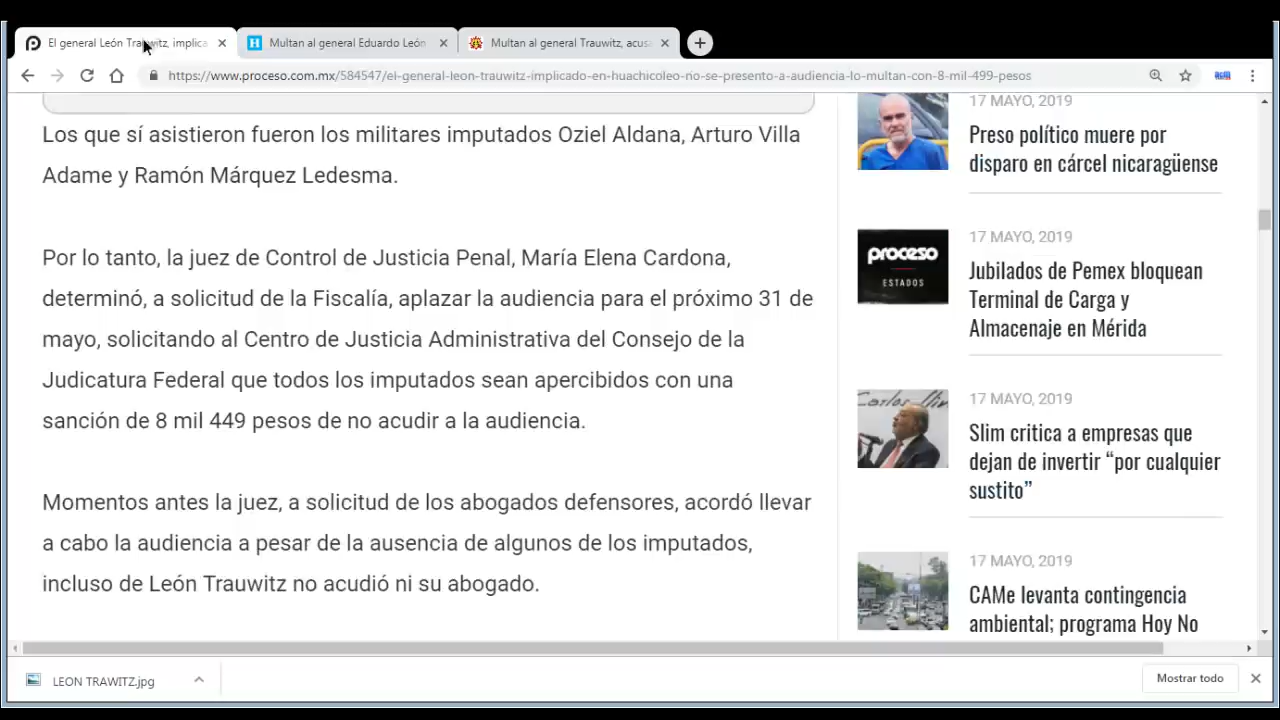 El general León Trauwitz, implica
Multan al general Eduardo León
Multan al general Trauwitz, acusa
https://www.proceso.com.mx/584547/el-general-leon-trauwitz-implicado-en-huachicoleo-no-se-presento-a-audiencia-lo-multan-con-8-mil-499-pesos
Los que sí asistieron fueron los militares imputados Oziel Aldana, Arturo Villa
Adame y Ramón Márquez Ledesma.
Por lo tanto, la juez de Control de Justicia Penal, María Elena Cardona,
determinó, a solicitud de la Fiscalía, aplazar la audiencia para el próximo 31 de
mayo, solicitando al Centro de Justicia Administrativa del Consejo de la
Judicatura Federal que todos los imputados sean apercibidos con una
sanción de 8 mil 449 pesos de no acudir a la audiencia.
Momentos antes la juez, a solicitud de los abogados defensores, acordó llevar
a cabo la audiencia a pesar de la ausencia de algunos de los imputados,
incluso de León Trauwitz no acudió ni su abogado.
17 MAYO, 2019
Preso político muere por
disparo en cárcel nicaragüense
proceso
ESTADOS
17 MAYO, 2019
Jubilados de Pemex bloquean
Terminal de Carga y
Almacenaje en Mérida
17 MAYO, 2019
Slim critica a empresas que
dejan de invertir “por cualquier
sustito”
17 MAYO, 2019
CAMe levanta contingencia
ambiental; programa Hoy No
LEON TRAWITZ.jpg
Mostrar todo